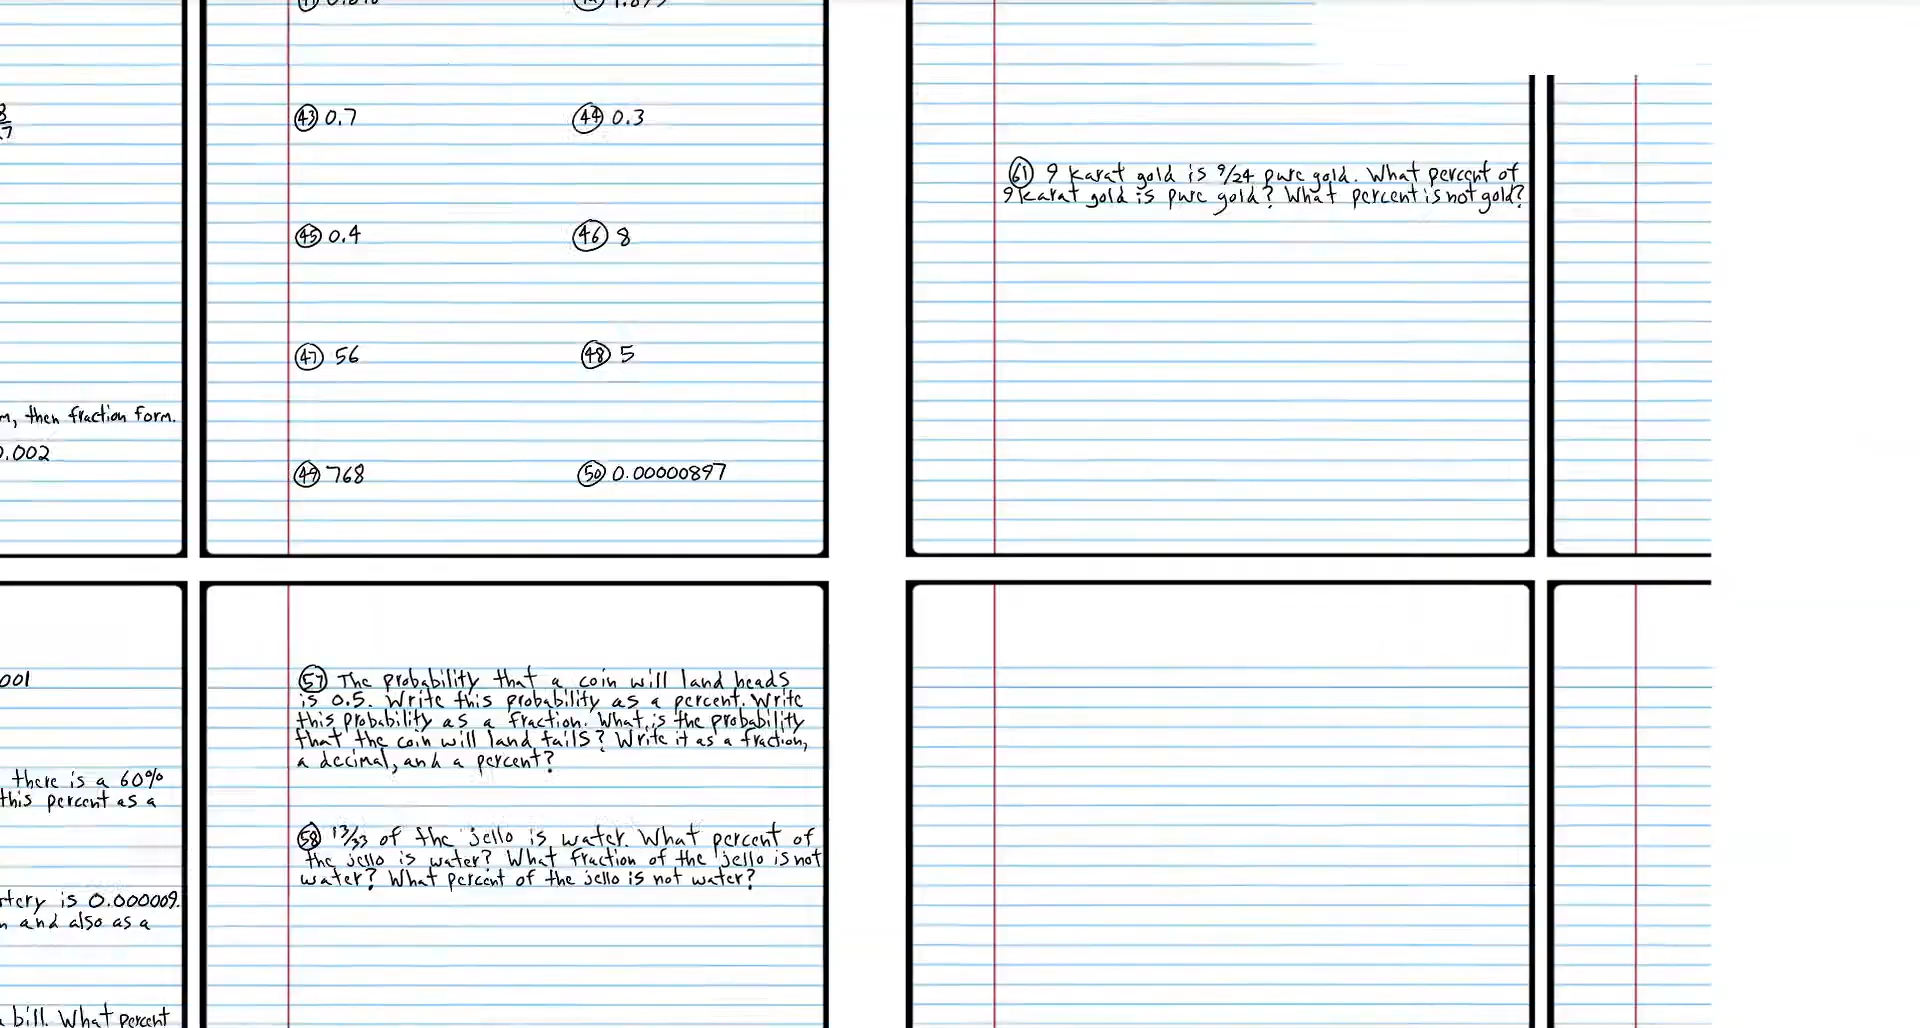 43 0.7
44 0.3
45 0.4
46 8
47 56
48 5
49 768
50 0.00000897
61 9 karat gold is 9/24 pure gold. What percent of
9 karat gold is pure gold? What percent is not gold?
then fraction form.
0.002
001
there is a 60%
this percent as a
is 0.000009.
and also as a
bill. What percent
57 The probability that a coin will land heads
is 0.5. Write this probability as a percent. Write
this probability as a fraction. What is the probability
that the coin will land tails? Write it as a fraction,
a decimal, and a percent?
58 13/33 of the jello is water. What percent of
the jello is water? What fraction of the jello is not
water? What percent of the jello is not water?